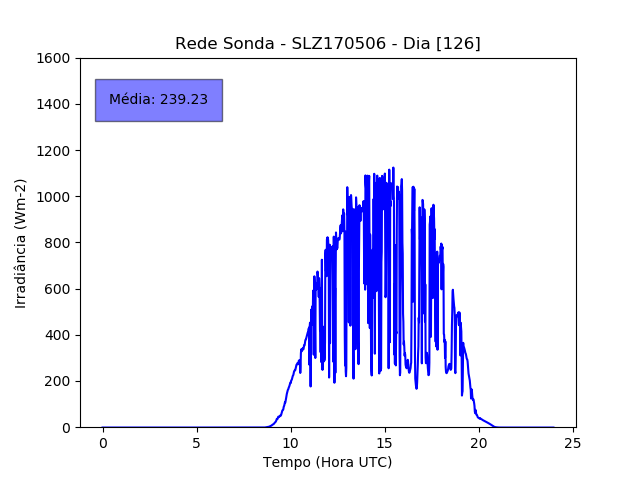 Rede Sonda - SLZ170506 - Dia [126]
1600
1400
1200
1000
800
600
400
200
0
Média: 239.23
Irradiância (Wm-2)
0 5 10 15 20 25
Tempo (Hora UTC)